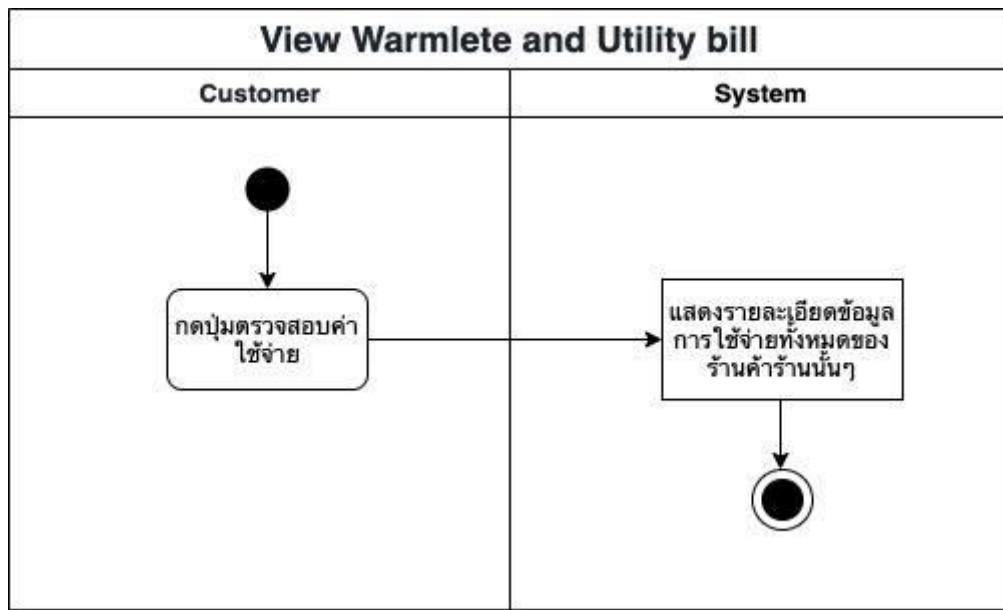 View Warmlete and Utility bill
Customer
System
กดปุ่มตรวจสอบค่า
ใช้จ่าย
แสดงรายละเอียดข้อมูล
การใช้จ่ายทั้งหมดของ
ร้านค้าร้านนั้นๆ